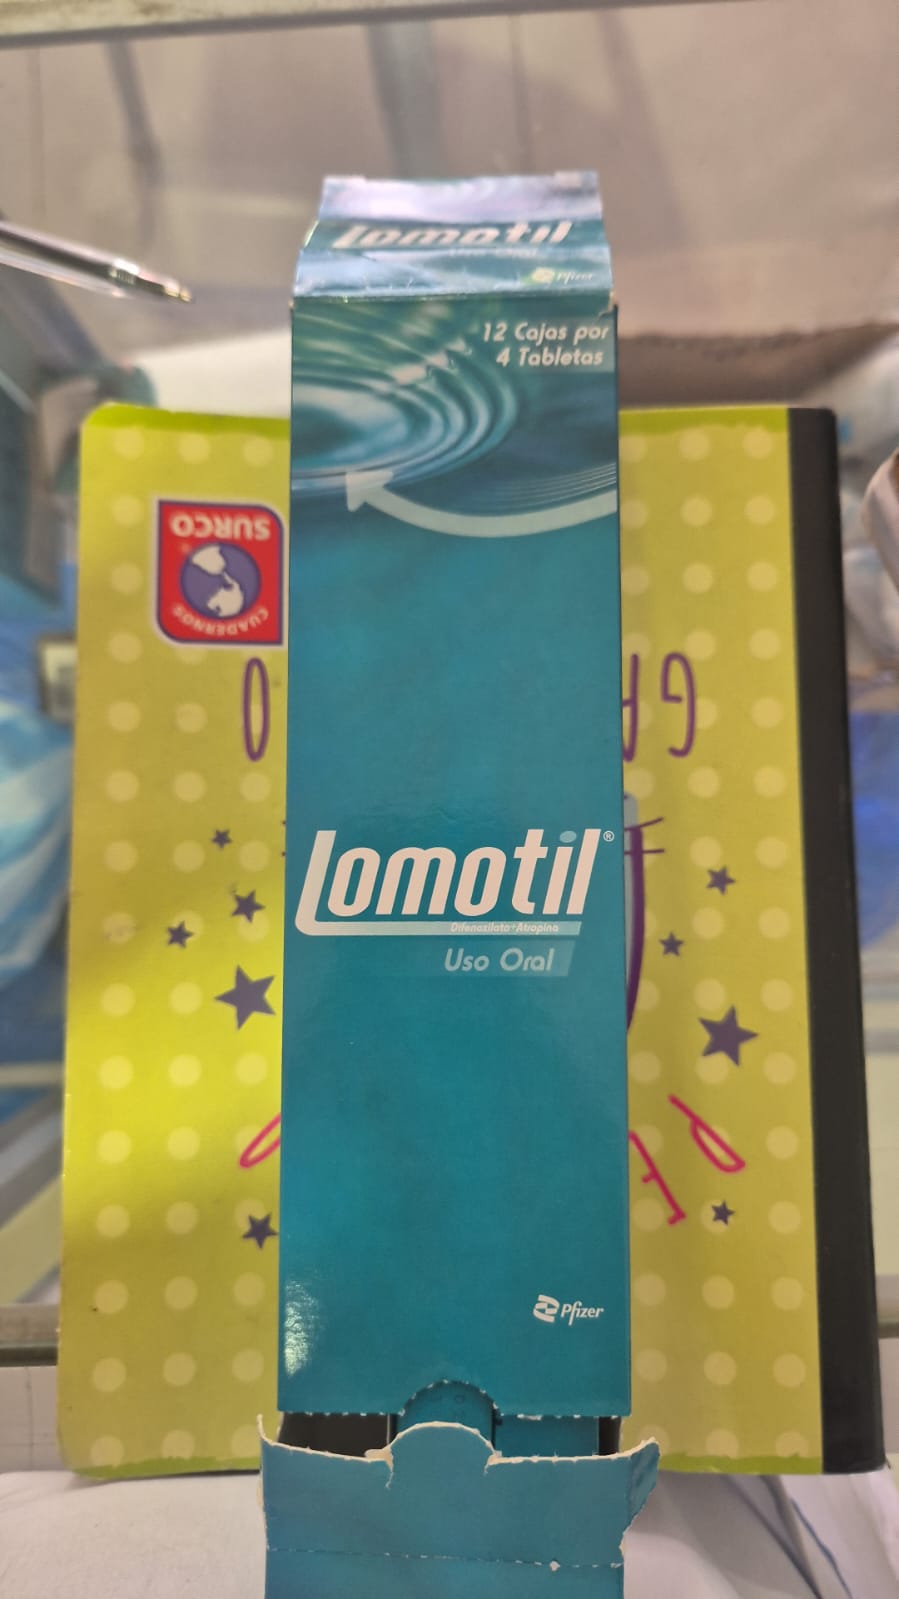 Lomotil
Uso Oral
Pfizer
12 Cajas por
4 Tabletas
SURCO
CUADERNOS
Lomotil®
Difenoxilato+Atropina
Uso Oral
Pfizer